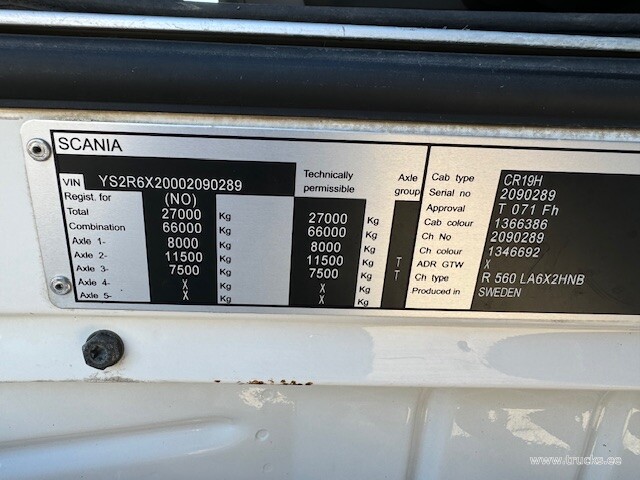 SCANIA
VIN YS2R6X20002090289
Regist. for (NO) Technically permissible Axle group
Total 27000 Kg 27000 Kg
Combination 66000 Kg 66000 Kg
Axle 1- 8000 Kg 8000 Kg
Axle 2- 11500 Kg 11500 Kg T
Axle 3- 7500 Kg 7500 Kg T
Axle 4- X Kg X Kg
Axle 5- X Kg X Kg
Cab type CR19H
Serial no 2090289
Approval T 071 Fh
Cab colour 1366386
Ch No 2090289
Ch colour 1346692
ADR GTW X
Ch type R 560 LA6X2HNB
Produced in SWEDEN
www.trucks.ee